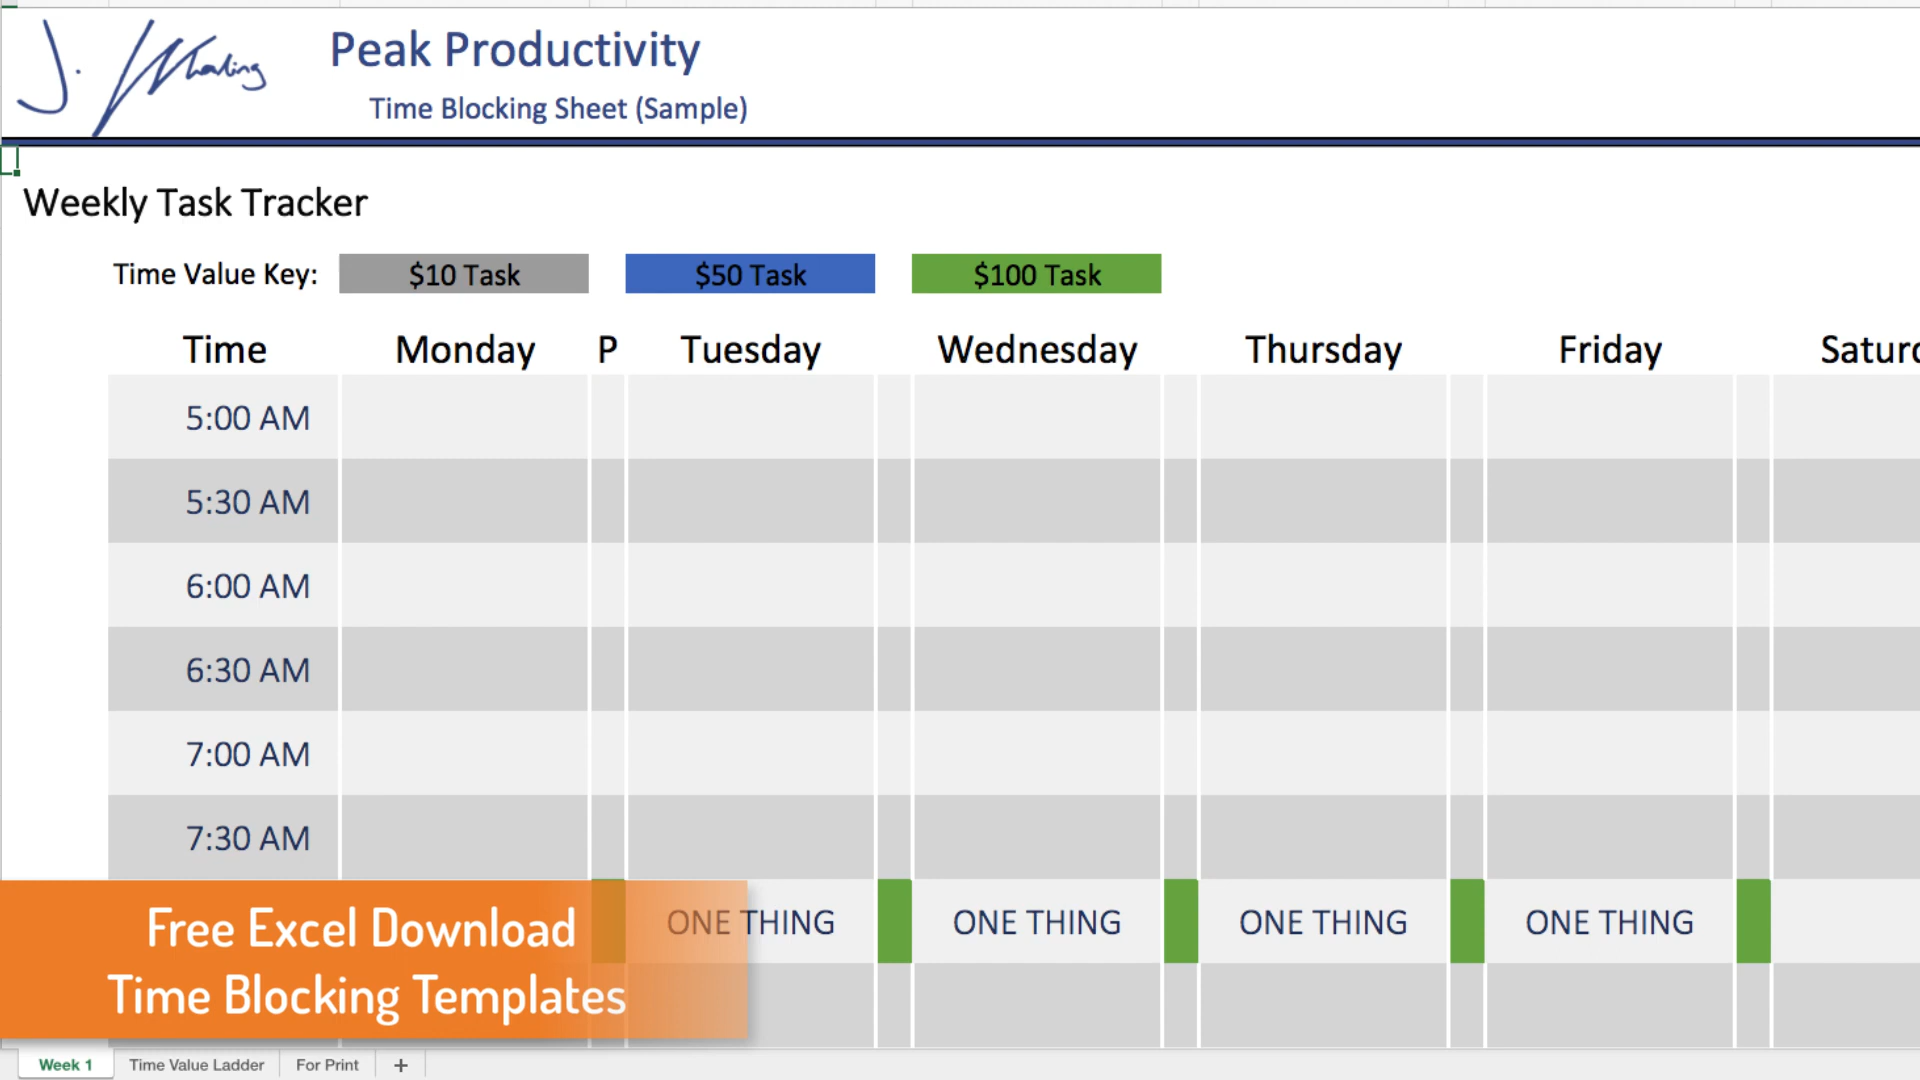 J. Wharling
Peak Productivity
Time Blocking Sheet (Sample)
Weekly Task Tracker
Time Value Key: $10 Task $50 Task $100 Task
Time Monday P Tuesday Wednesday Thursday Friday Satur
5:00 AM
5:30 AM
6:00 AM
6:30 AM
7:00 AM
7:30 AM
ONE THING ONE THING ONE THING ONE THING
Free Excel Download
Time Blocking Templates
Week 1 Time Value Ladder For Print +